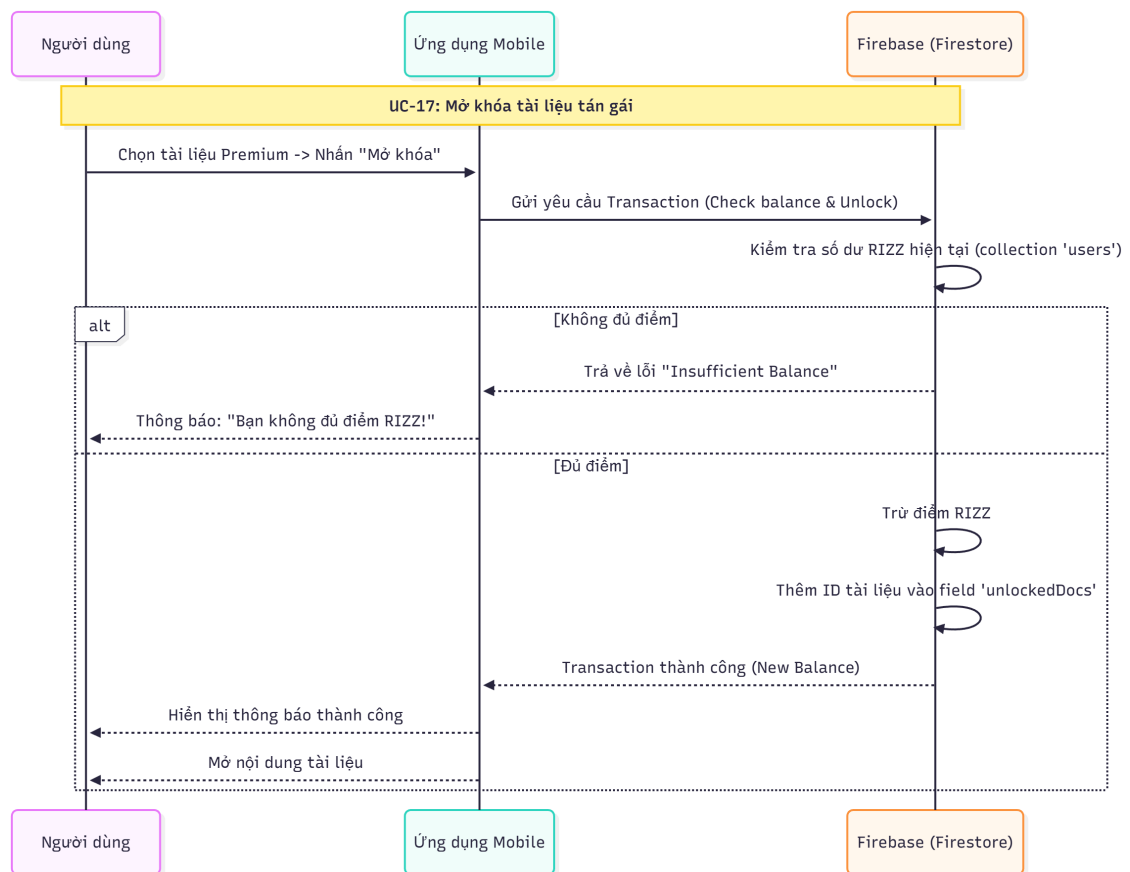 Người dùng
Ứng dụng Mobile
Firebase (Firestore)
UC-17: Mở khóa tài liệu tán gái
Chọn tài liệu Premium -> Nhấn "Mở khóa"
Gửi yêu cầu Transaction (Check balance & Unlock)
Kiểm tra số dư RIZZ hiện tại (collection 'users')
alt
[Không đủ điểm]
Trả về lỗi "Insufficient Balance"
Thông báo: "Bạn không đủ điểm RIZZ!"
[Đủ điểm]
Trừ điểm RIZZ
Thêm ID tài liệu vào field 'unlockedDocs'
Transaction thành công (New Balance)
Hiển thị thông báo thành công
Mở nội dung tài liệu
Người dùng
Ứng dụng Mobile
Firebase (Firestore)